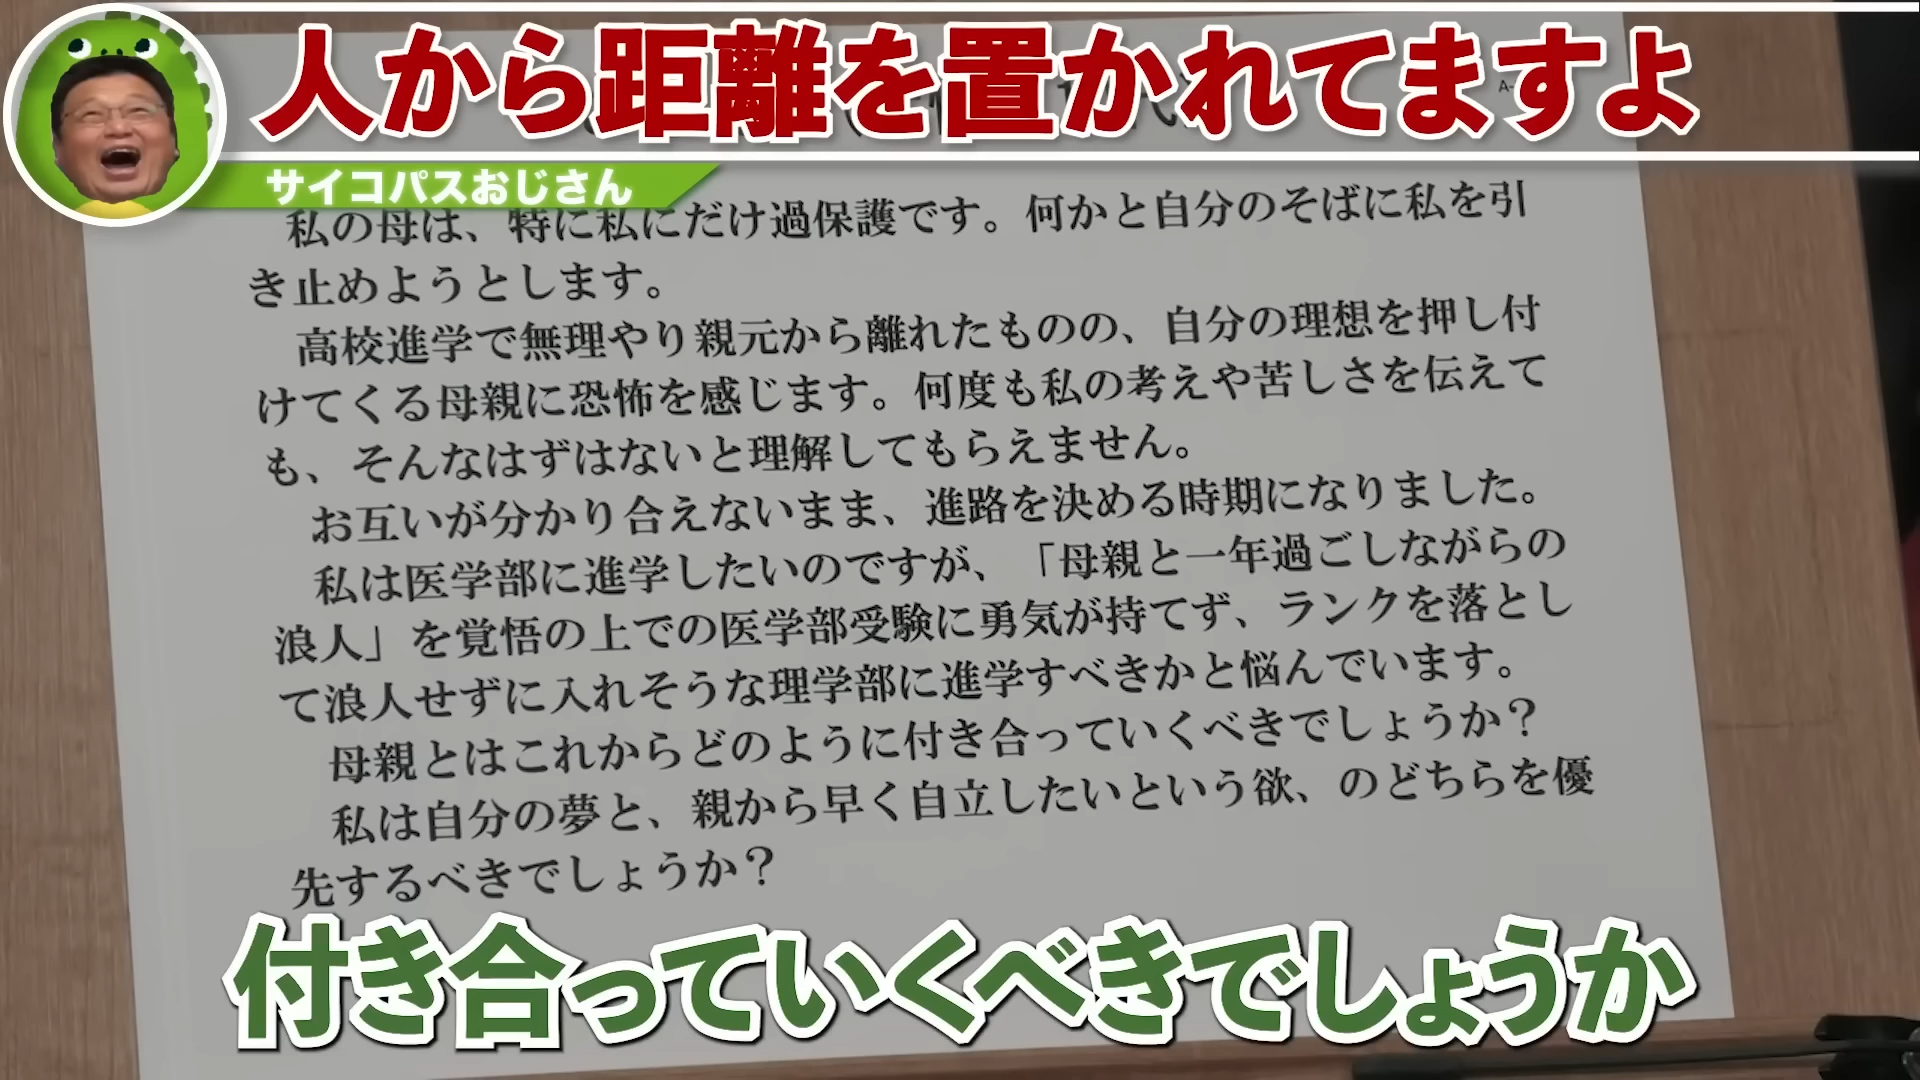 人から距離を置かれてますよ
サイコパスおじさん
私の母は、特に私にだけ過保護です。何かと自分のそばに私を引
き止めようとします。
高校進学で無理やり親元から離れたものの、自分の理想を押し付
けてくる母親に恐怖を感じます。何度も私の考えや苦しさを伝えて
も、そんなはずはないと理解してもらえません。
お互いが分かり合えないまま、進路を決める時期になりました。
私は医学部に進学したいのですが、「母親と一年過ごしながらの
浪人」を覚悟の上での医学部受験に勇気が持てず、ランクを落とし
て浪人せずに入れそうな理学部に進学すべきかと悩んでいます。
母親とはこれからどのように付き合っていくべきでしょうか？
私は自分の夢と、親から早く自立したいという欲、のどちらを優
先するべきでしょうか？
付き合っていくべきでしょうか